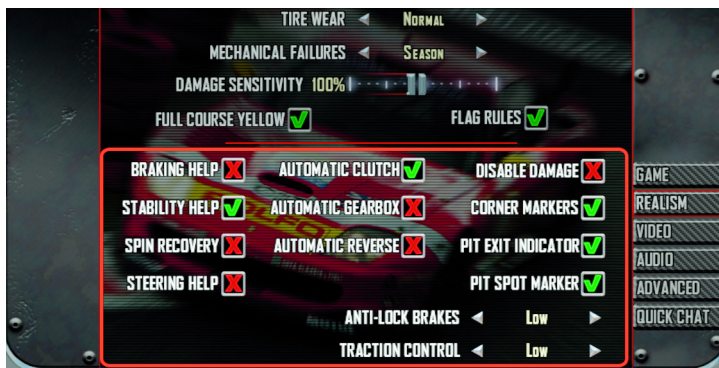 TIRE WEAR NORMAL
MECHANICAL FAILURES SEASON
DAMAGE SENSITIVITY 100%
FULL COURSE YELLOW FLAG RULES
BRAKING HELP AUTOMATIC CLUTCH DISABLE DAMAGE
GAME
STABILITY HELP AUTOMATIC GEARBOX CORNER MARKERS
REALISM
VIDEO
SPIN RECOVERY AUTOMATIC REVERSE PIT EXIT INDICATOR
AUDIO
STEERING HELP PIT SPOT MARKER
ADVANCED
ANTI-LOCK BRAKES LOW
QUICK CHAT
TRACTION CONTROL LOW